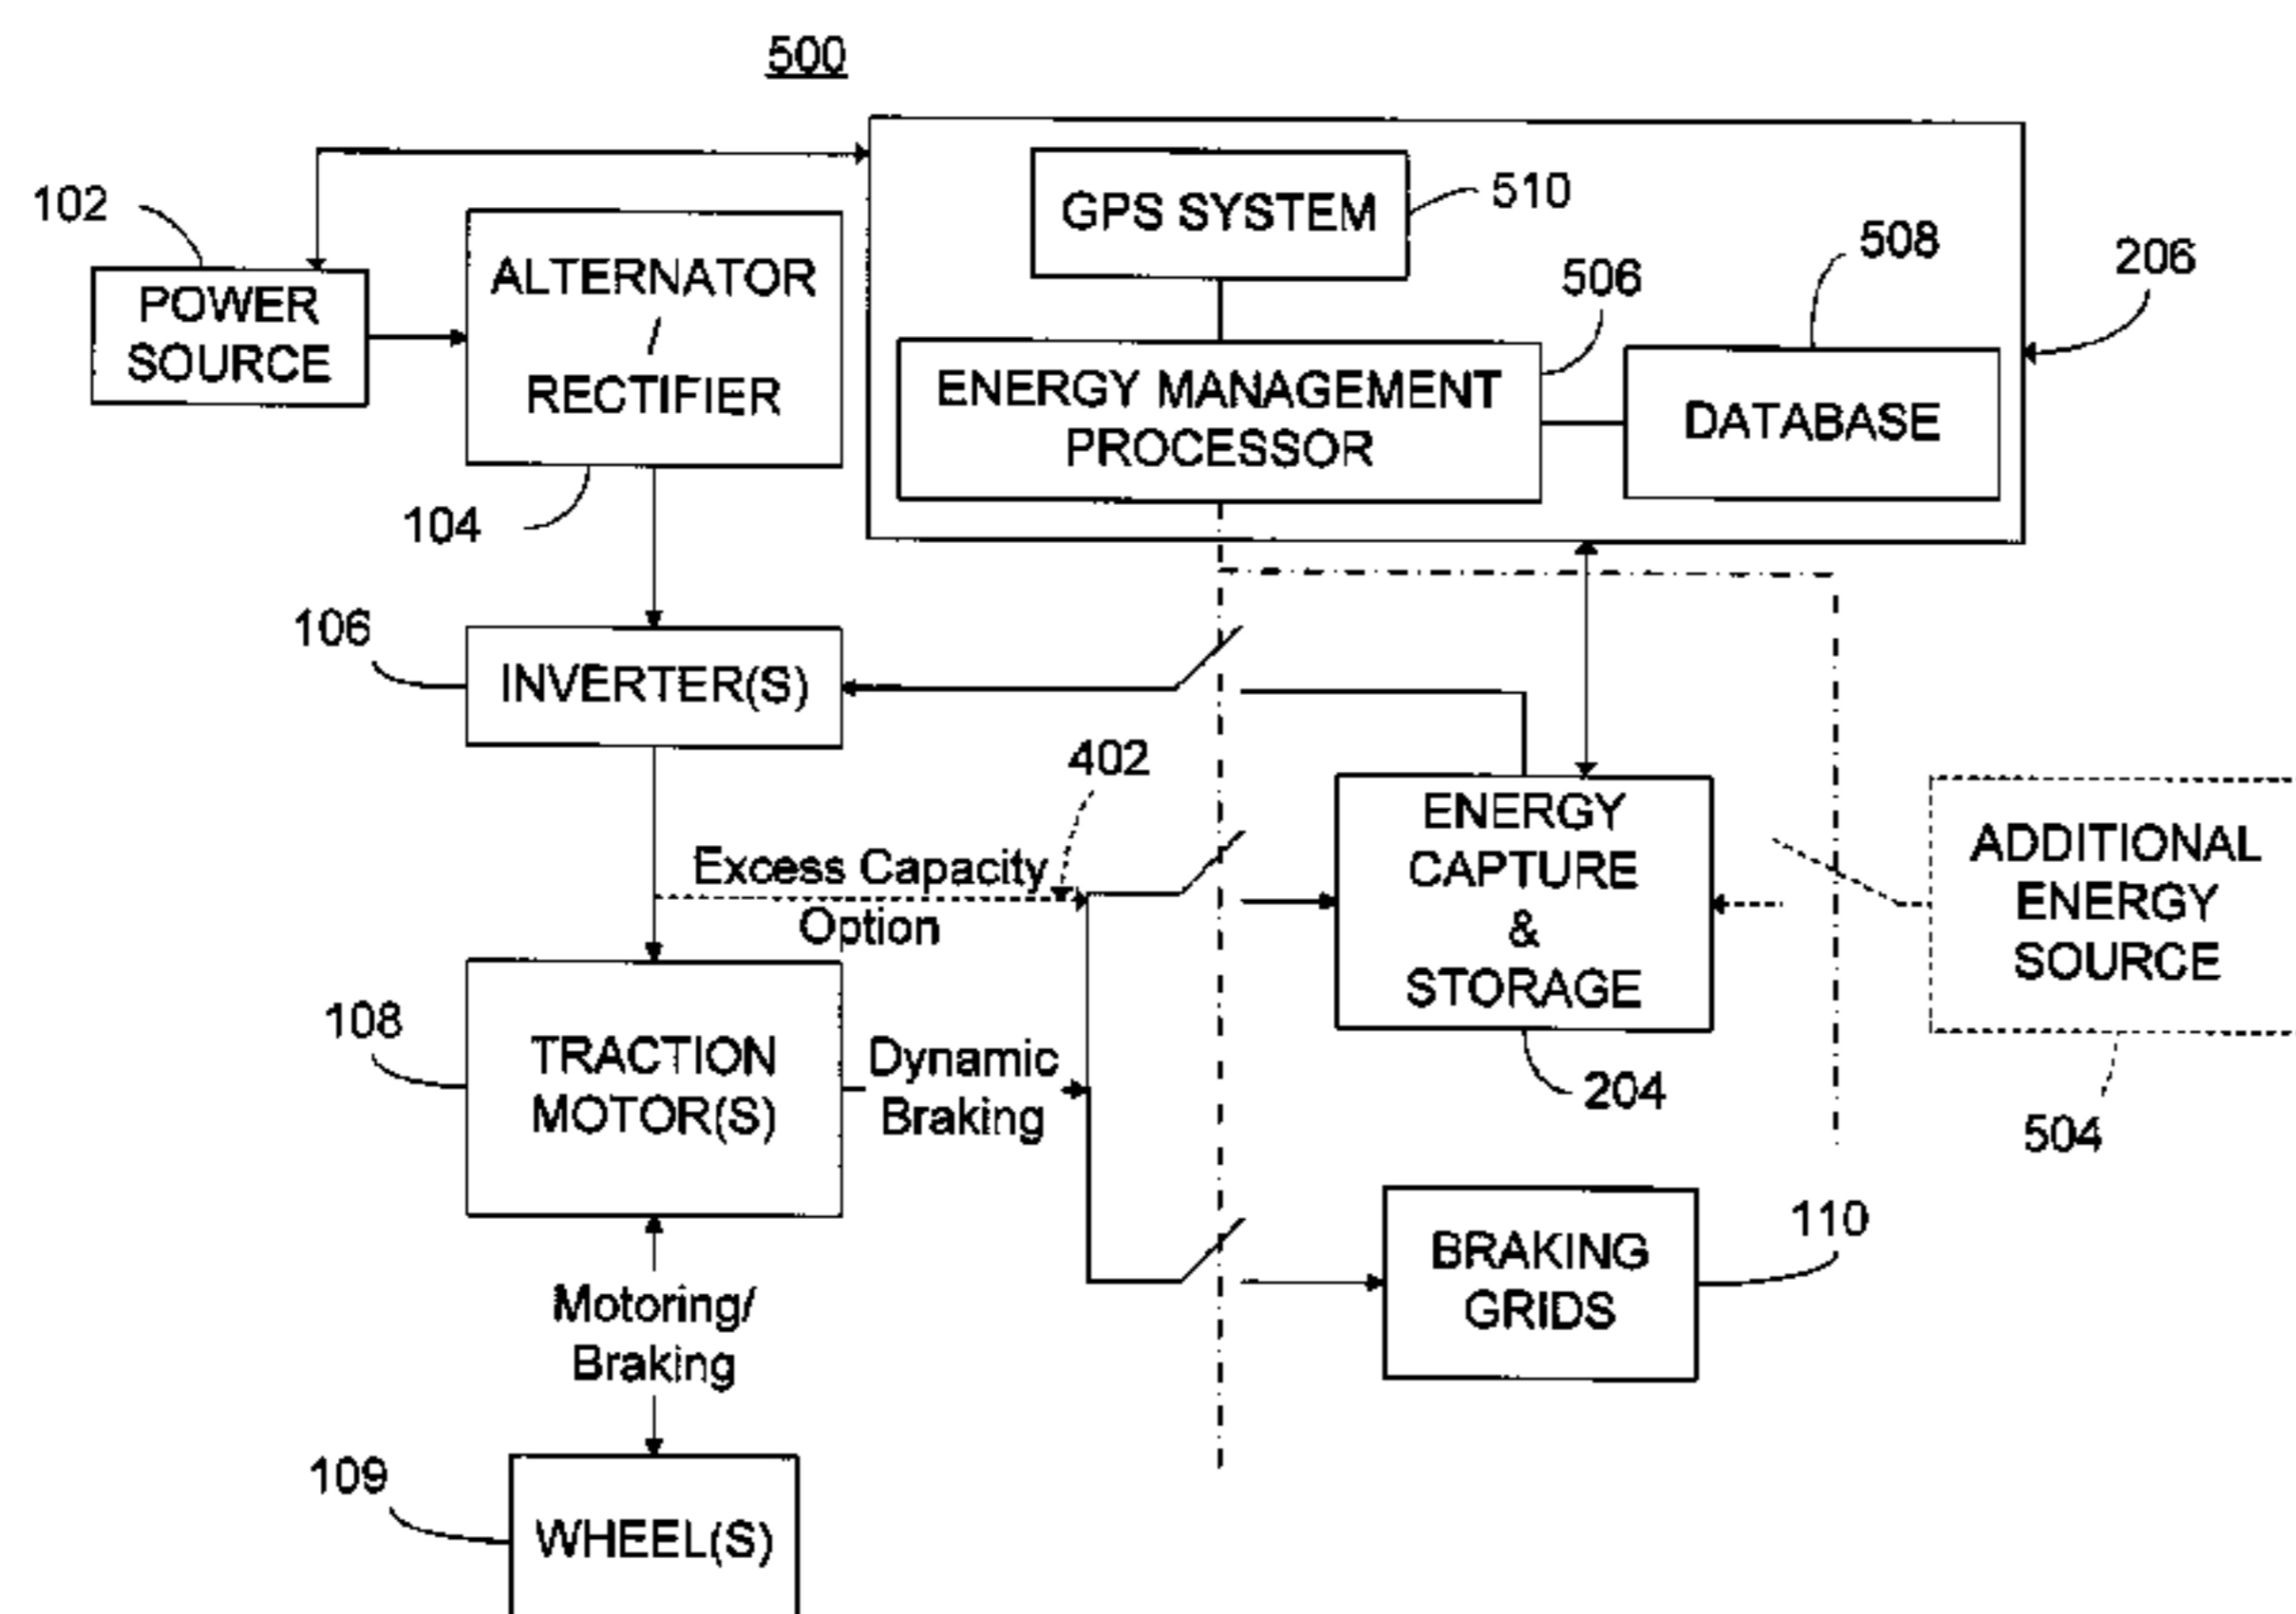 500
102
POWER
SOURCE
ALTERNATOR
/
RECTIFIER
104
GPS SYSTEM
510
506
508
206
ENERGY MANAGEMENT
PROCESSOR
DATABASE
106
INVERTER(S)
402
Excess Capacity
Option
ENERGY
CAPTURE
&
STORAGE
204
ADDITIONAL
ENERGY
SOURCE
504
108
TRACTION
MOTOR(S)
Dynamic
Braking
BRAKING
GRIDS
110
Motoring/
Braking
109
WHEEL(S)